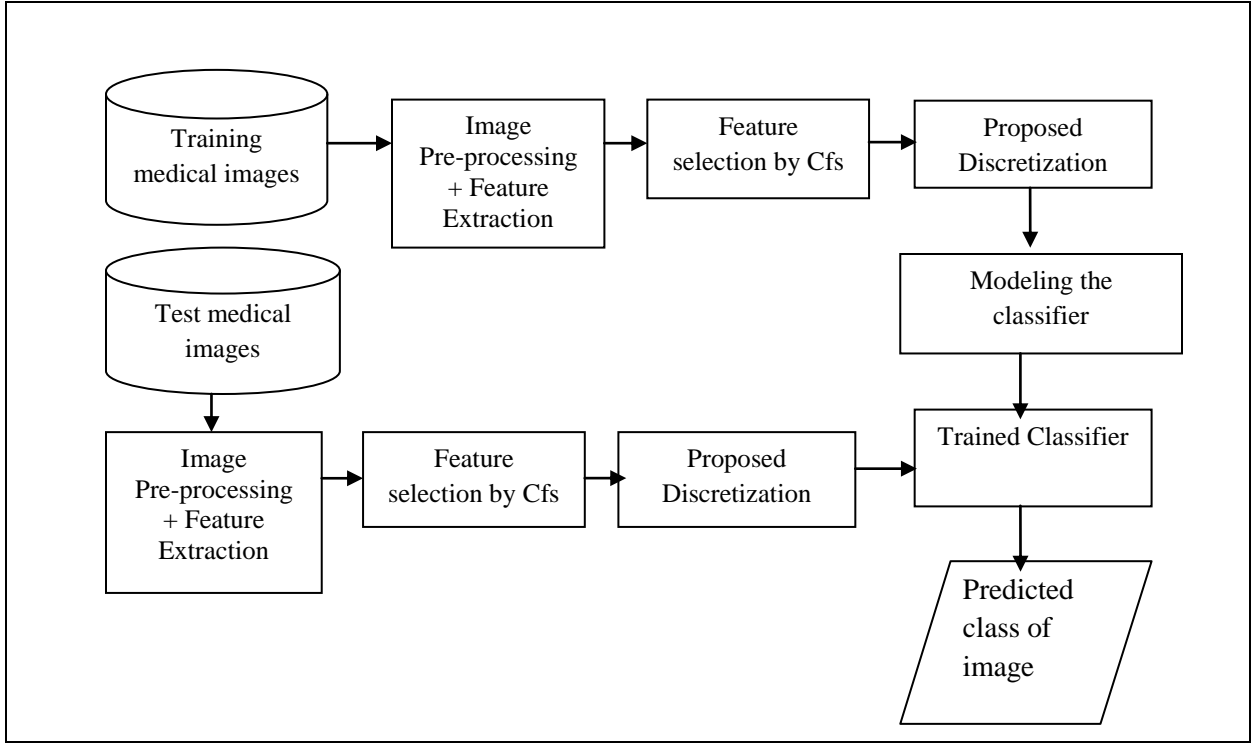 Training
medical images
Image
Pre-processing
+ Feature
Extraction
Feature
selection by Cfs
Proposed
Discretization
Modeling the
classifier
Test medical
images
Image
Pre-processing
+ Feature
Extraction
Feature
selection by Cfs
Proposed
Discretization
Trained Classifier
Predicted
class of
image